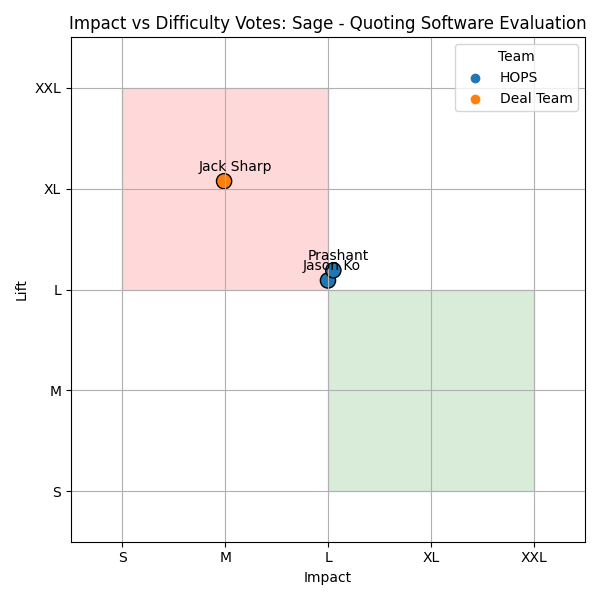 Impact vs Difficulty Votes: Sage - Quoting Software Evaluation
Team
HOPS
Deal Team
XXL
XL
L
M
S
Lift
Jack Sharp
Prashant
Jason Ko
S
M
L
XL
XXL
Impact